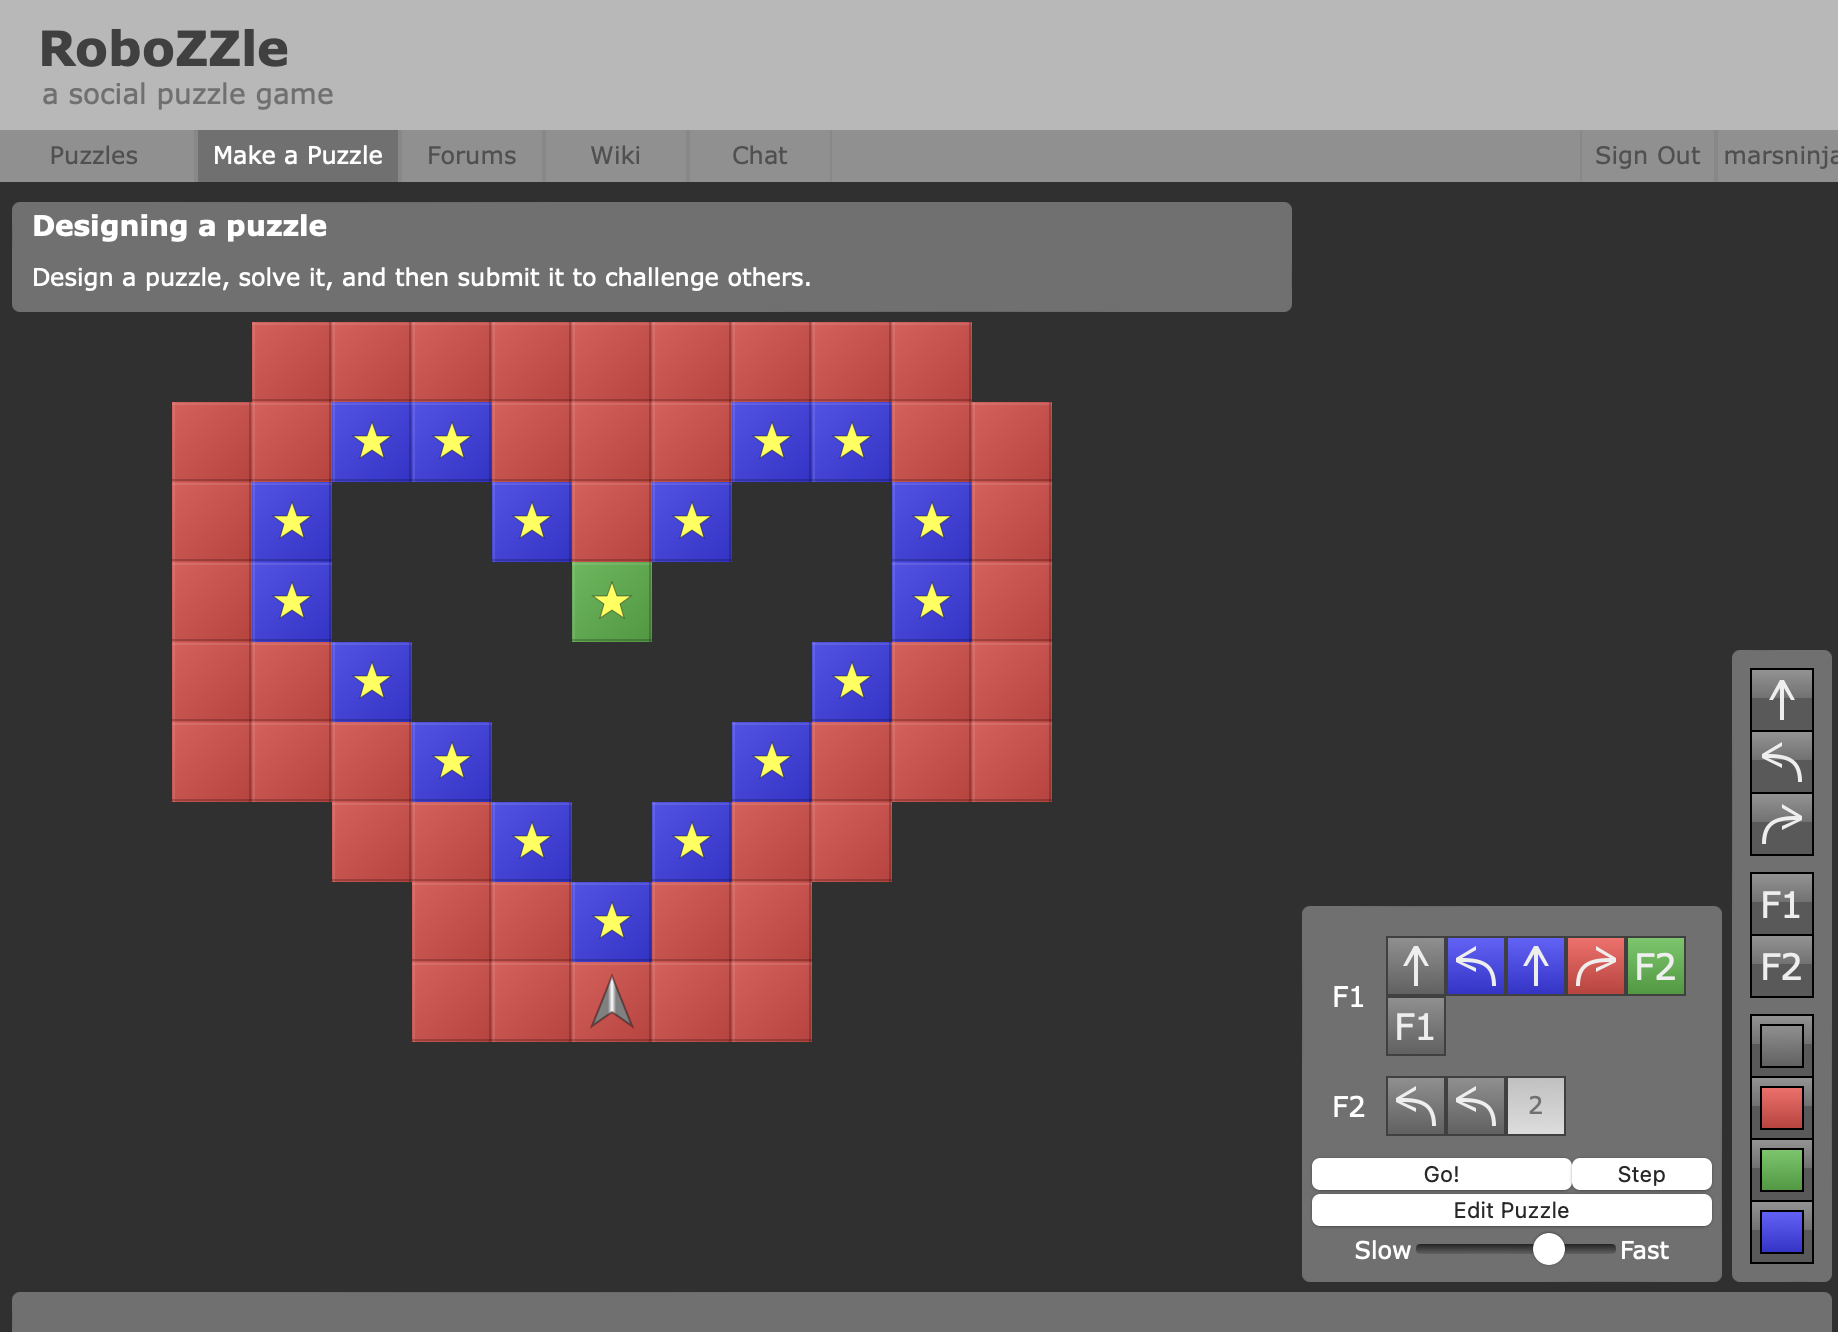 RoboZZle
a social puzzle game
Puzzles Make a Puzzle Forums Wiki Chat Sign Out marsninja
Designing a puzzle
Design a puzzle, solve it, and then submit it to challenge others.
F1 F2
F1
F2 2
Go! Step
Edit Puzzle
Slow Fast
F1
F2